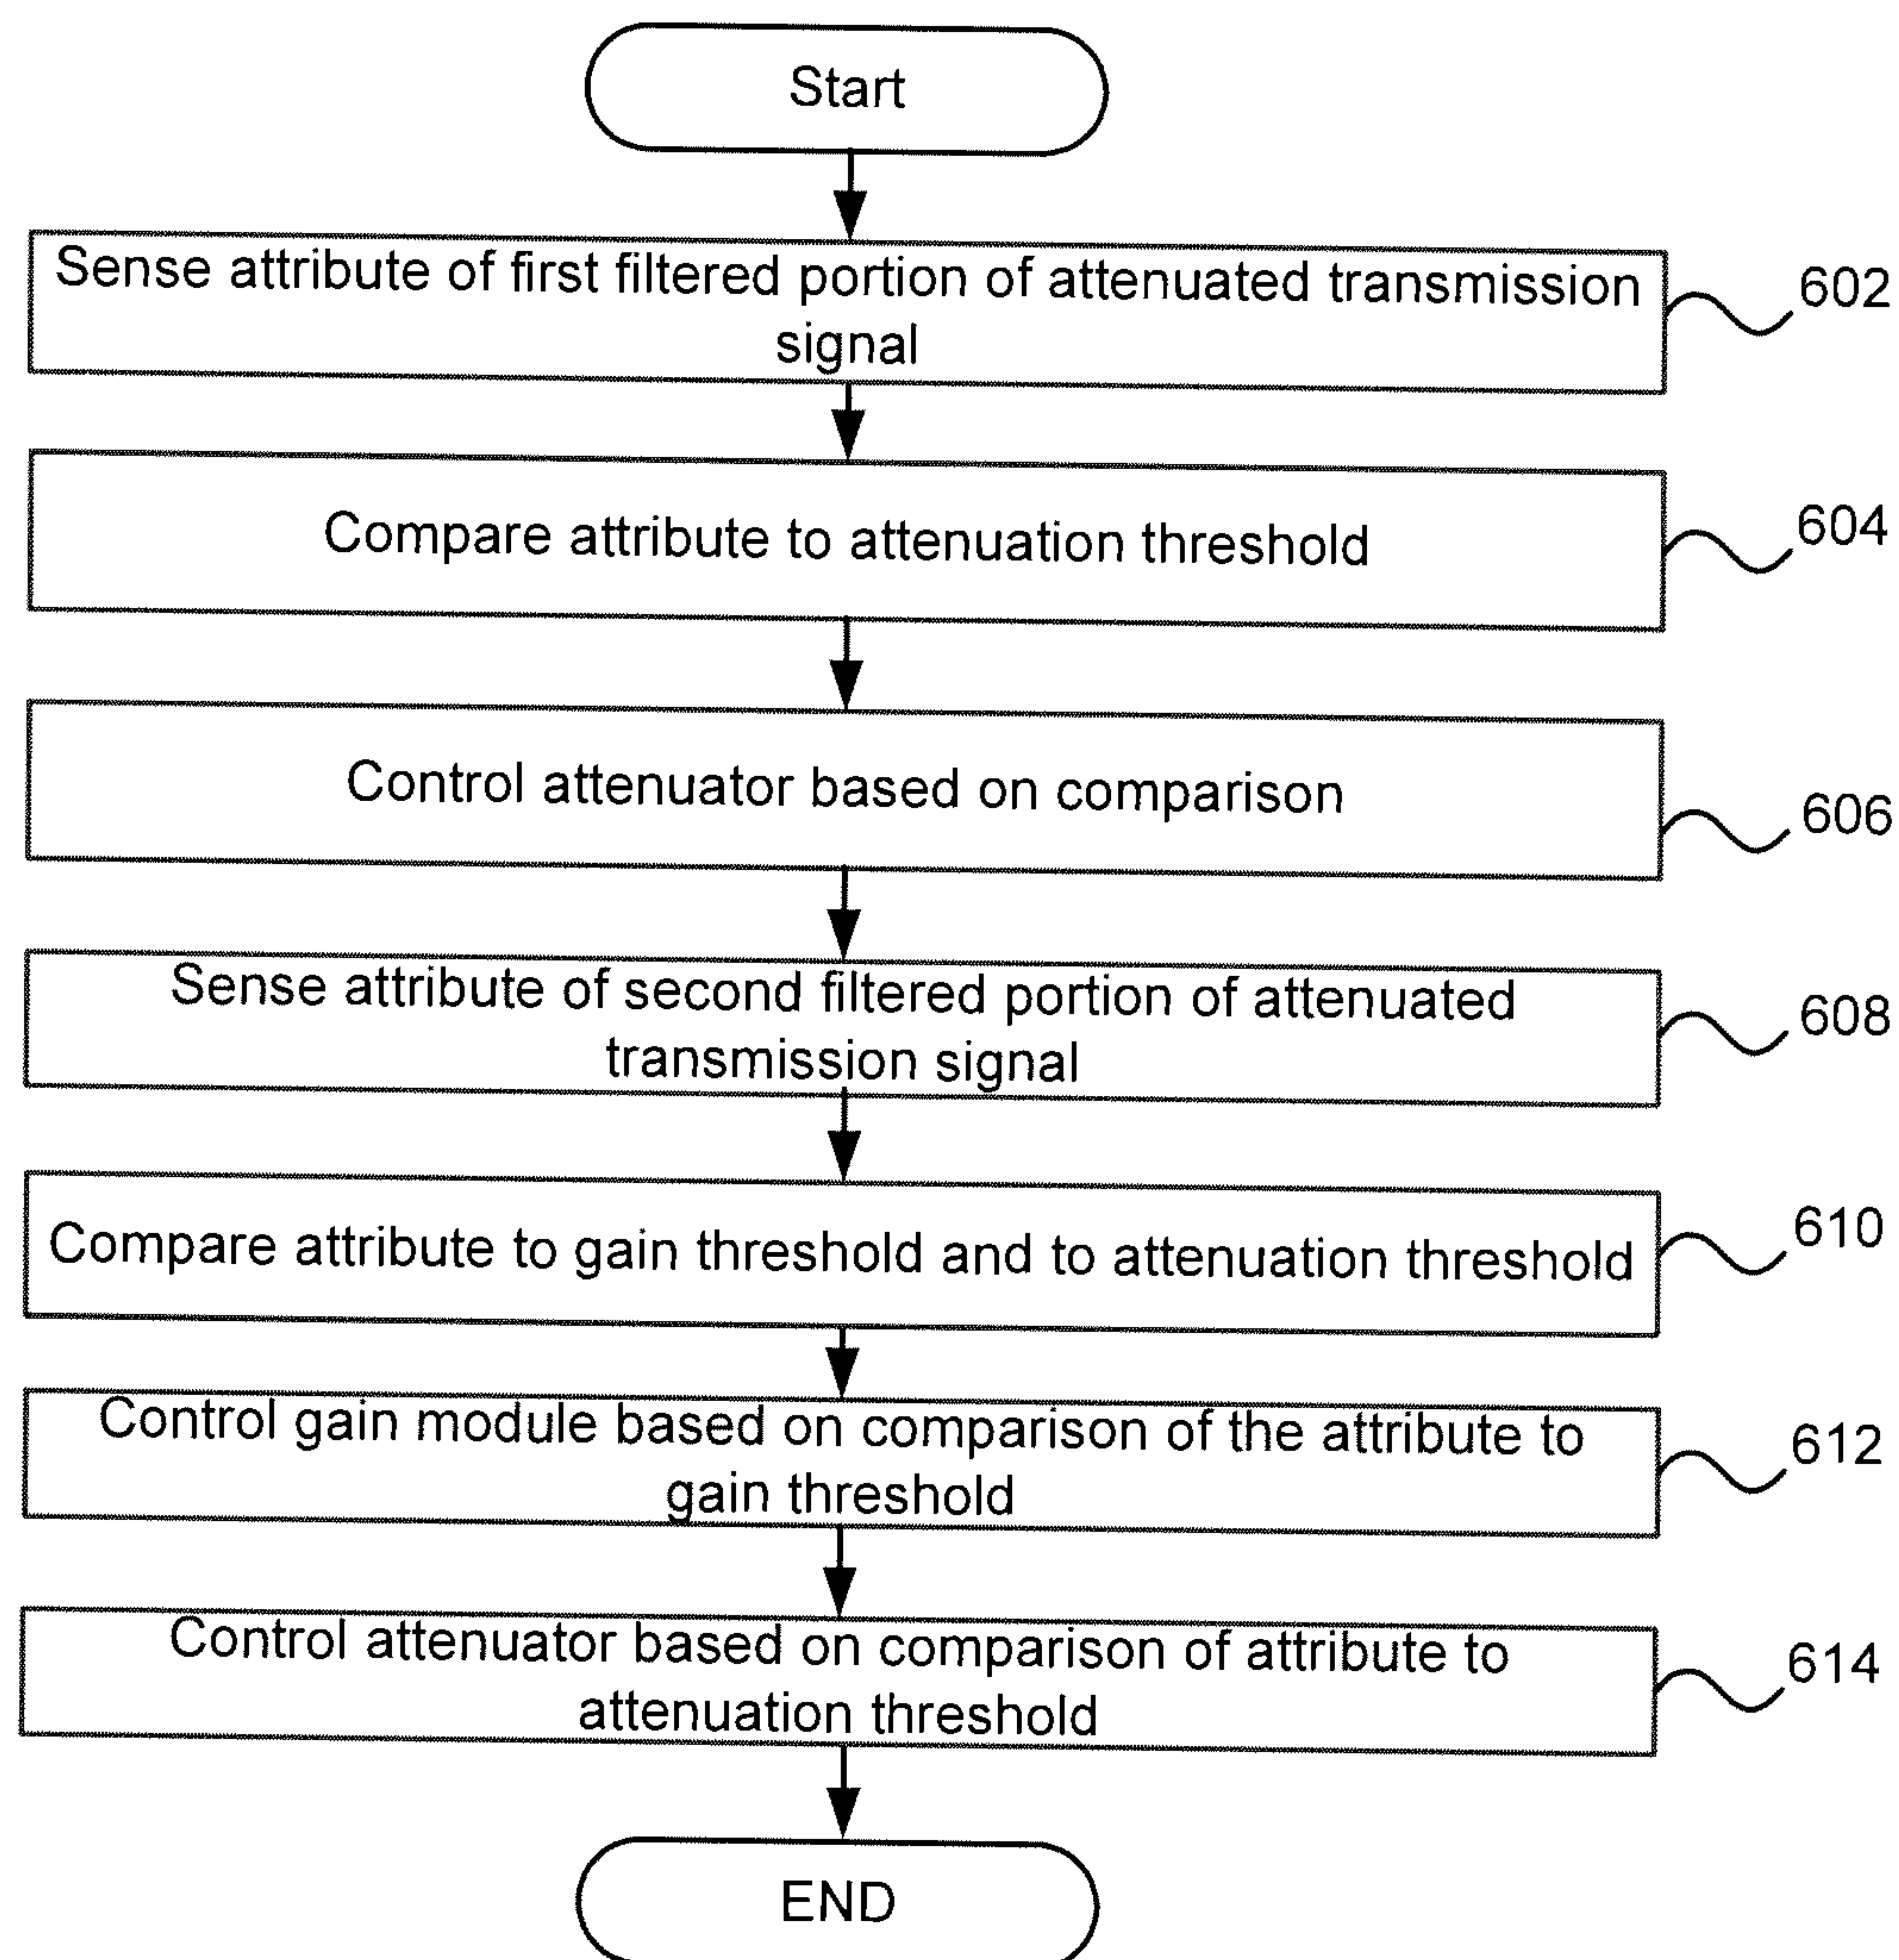 Start
Sense attribute of first filtered portion of attenuated transmission
signal
602
Compare attribute to attenuation threshold
604
Control attenuator based on comparison
606
Sense attribute of second filtered portion of attenuated
transmission signal
608
Compare attribute to gain threshold and to attenuation threshold
610
Control gain module based on comparison of the attribute to
gain threshold
612
Control attenuator based on comparison of attribute to
attenuation threshold
614
END